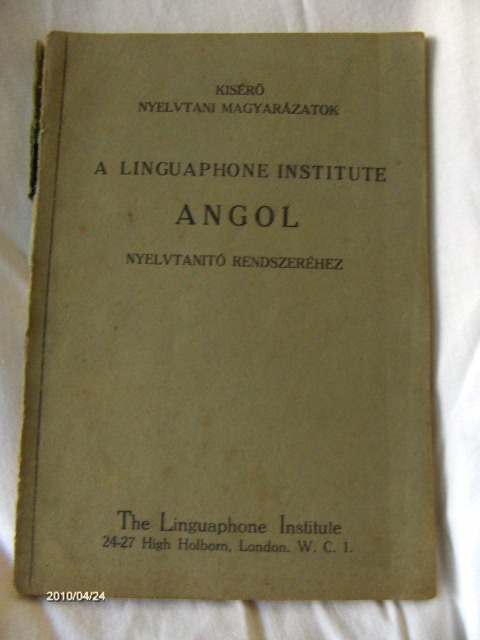 KISÉRŐ
NYELVTANI MAGYARÁZATOK
A LINGUAPHONE INSTITUTE
ANGOL
NYELVTANITÓ RENDSZERÉHEZ
The Linguaphone Institute
24-27 High Holborn, London. W. C. 1.
2010/04/24